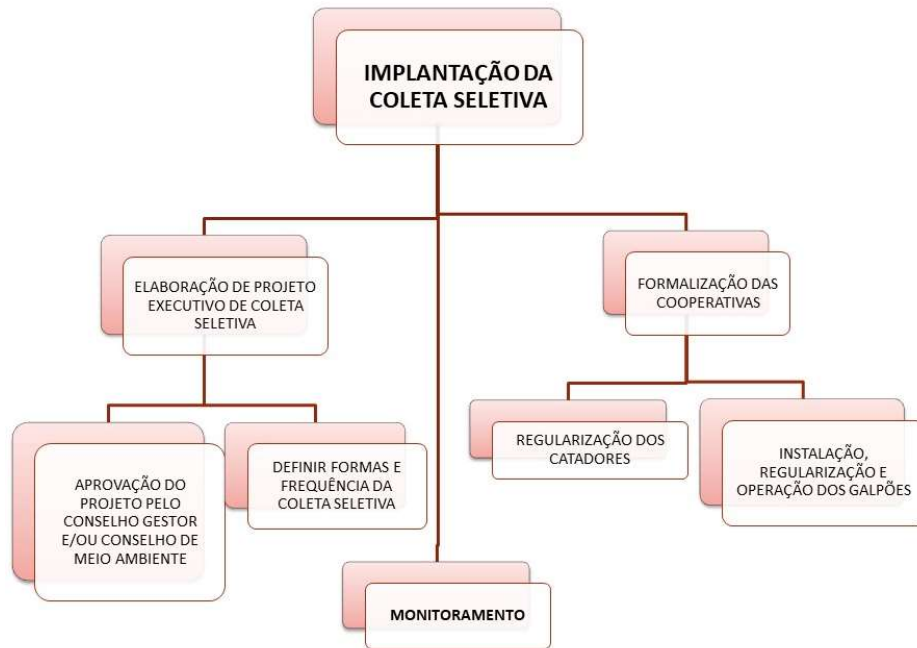 IMPLANTAÇÃO DA
COLETA SELETIVA
ELABORAÇÃO DE PROJETO
EXECUTIVO DE COLETA
SELETIVA
FORMALIZAÇÃO DAS
COOPERATIVAS
APROVAÇÃO DO
PROJETO PELO
CONSELHO GESTOR
E/OU CONSELHO DE
MEIO AMBIENTE
DEFINIR FORMAS E
FREQUÊNCIA DA
COLETA SELETIVA
REGULARIZAÇÃO DOS
CATADORES
INSTALAÇÃO,
REGULARIZAÇÃO E
OPERAÇÃO DOS GALPÕES
MONITORAMENTO